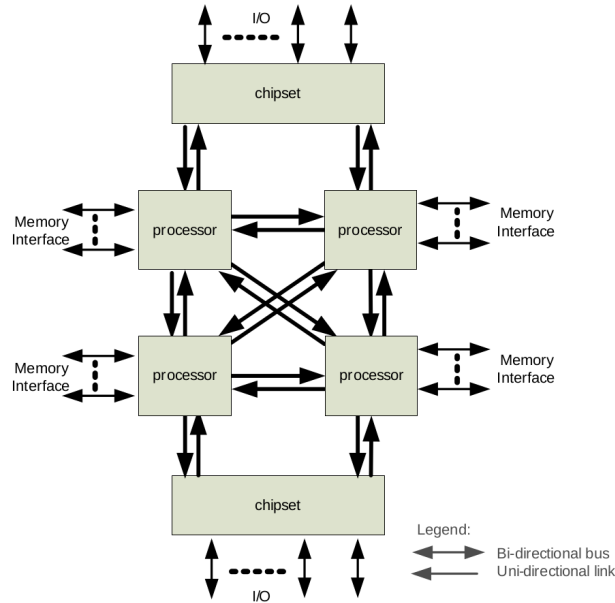 I/O
chipset
Memory
Interface
processor
processor
Memory
Interface
Memory
Interface
processor
processor
Memory
Interface
chipset
I/O
Legend:
Bi-directional bus
Uni-directional link